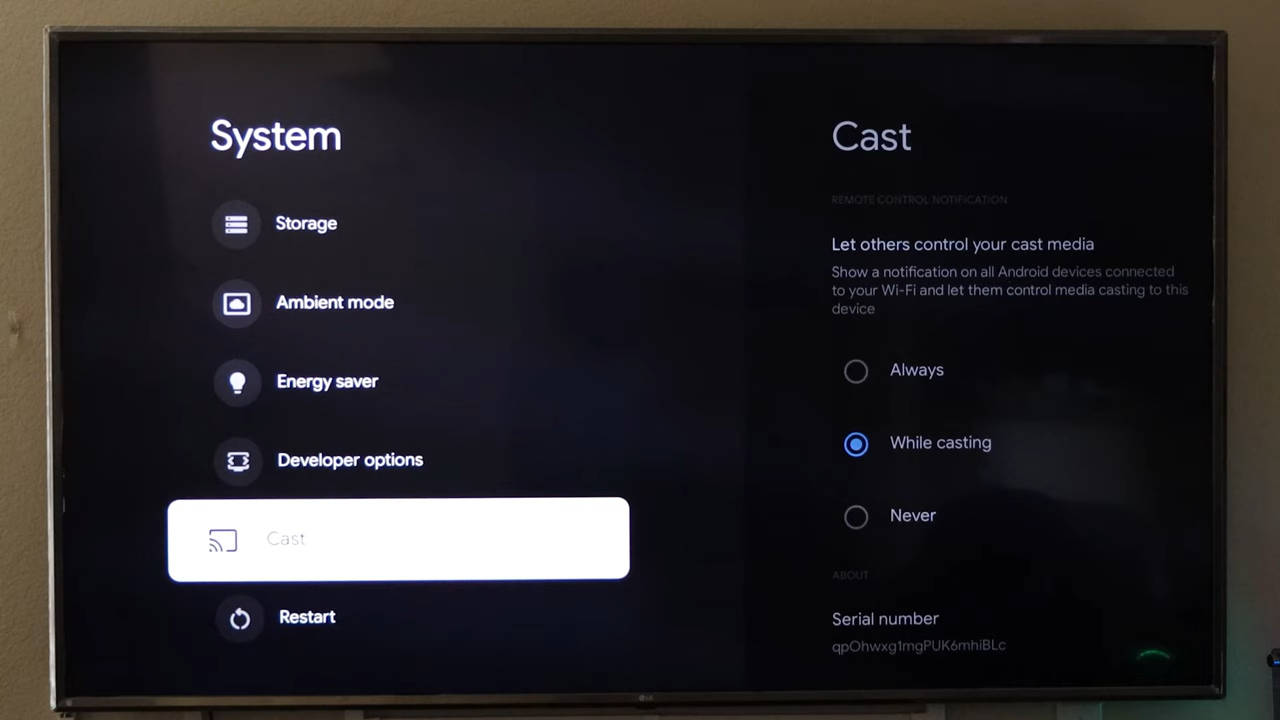 System
Storage
Ambient mode
Energy saver
Developer options
Cast
Restart
Cast
REMOTE CONTROL NOTIFICATION
Let others control your cast media
Show a notification on all Android devices connected
to your Wi-Fi and let them control media casting to this
device
Always
While casting
Never
ABOUT
Serial number
qpOhwxg1mgPUK6mhiBLc
LG